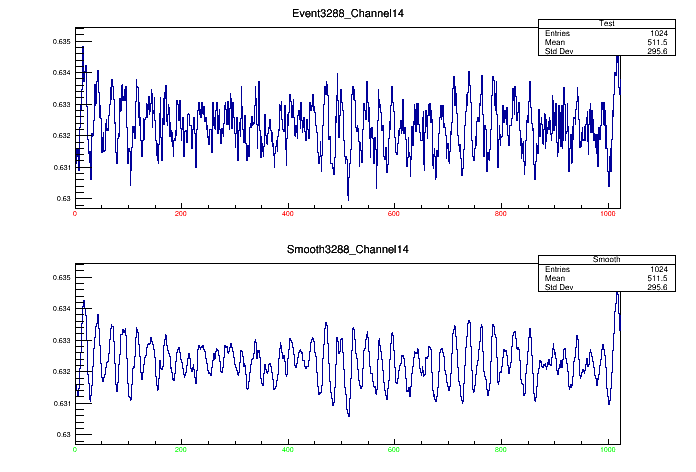 Event3288_Channel14
Test
Entries 1024
Mean 511.5
Std Dev 295.6
0.635
0.634
0.633
0.632
0.631
0.63
0 200 400 600 800 1000
Smooth3288_Channel14
Smooth
Entries 1024
Mean 511.5
Std Dev 295.6
0.635
0.634
0.633
0.632
0.631
0.63
0 200 400 600 800 1000